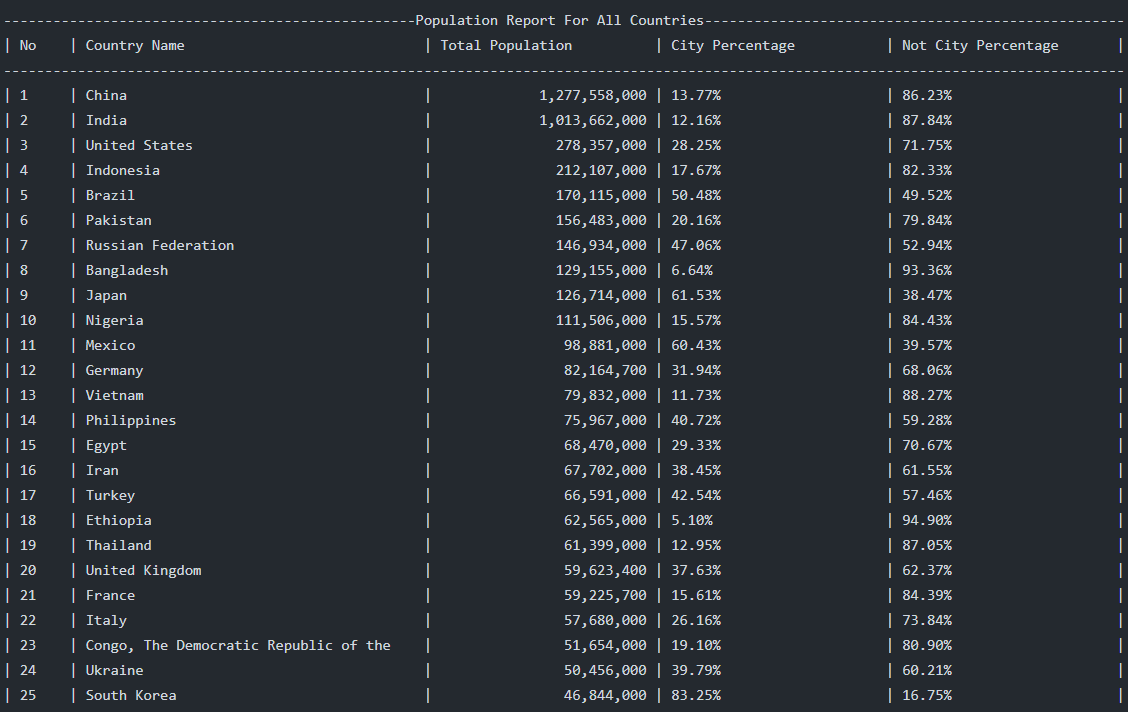 --------------------------------------------------Population Report For All Countries---------------------------------------------------
| No | Country Name | Total Population | City Percentage | Not City Percentage |
----------------------------------------------------------------------------------------------------------------------------------------
| 1 | China | 1,277,558,000 | 13.77% | 86.23% |
| 2 | India | 1,013,662,000 | 12.16% | 87.84% |
| 3 | United States | 278,357,000 | 28.25% | 71.75% |
| 4 | Indonesia | 212,107,000 | 17.67% | 82.33% |
| 5 | Brazil | 170,115,000 | 50.48% | 49.52% |
| 6 | Pakistan | 156,483,000 | 20.16% | 79.84% |
| 7 | Russian Federation | 146,934,000 | 47.06% | 52.94% |
| 8 | Bangladesh | 129,155,000 | 6.64% | 93.36% |
| 9 | Japan | 126,714,000 | 61.53% | 38.47% |
| 10 | Nigeria | 111,506,000 | 15.57% | 84.43% |
| 11 | Mexico | 98,881,000 | 60.43% | 39.57% |
| 12 | Germany | 82,164,700 | 31.94% | 68.06% |
| 13 | Vietnam | 79,832,000 | 11.73% | 88.27% |
| 14 | Philippines | 75,967,000 | 40.72% | 59.28% |
| 15 | Egypt | 68,470,000 | 29.33% | 70.67% |
| 16 | Iran | 67,702,000 | 38.45% | 61.55% |
| 17 | Turkey | 66,591,000 | 42.54% | 57.46% |
| 18 | Ethiopia | 62,565,000 | 5.10% | 94.90% |
| 19 | Thailand | 61,399,000 | 12.95% | 87.05% |
| 20 | United Kingdom | 59,623,400 | 37.63% | 62.37% |
| 21 | France | 59,225,700 | 15.61% | 84.39% |
| 22 | Italy | 57,680,000 | 26.16% | 73.84% |
| 23 | Congo, The Democratic Republic of the | 51,654,000 | 19.10% | 80.90% |
| 24 | Ukraine | 50,456,000 | 39.79% | 60.21% |
| 25 | South Korea | 46,844,000 | 83.25% | 16.75% |